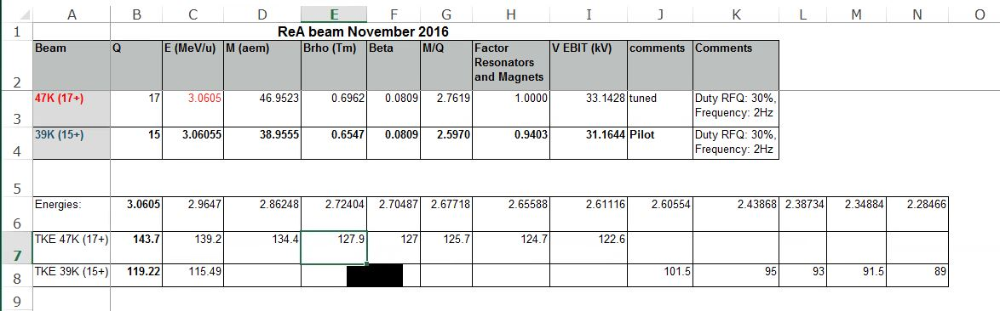 A B C D E F G H I J K L M N O
1 ReA beam November 2016
2 Beam Q E (MeV/u) M (aem) Brho (Tm) Beta M/Q Factor Resonators and Magnets V EBIT (kV) comments Comments
3 47K (17+) 17 3.0605 46.9523 0.6962 0.0809 2.7619 1.0000 33.1428 tuned Duty RFQ: 30%, Frequency: 2Hz
4 39K (15+) 15 3.06055 38.9555 0.6547 0.0809 2.5970 0.9403 31.1644 Pilot Duty RFQ: 30%, Frequency: 2Hz
5
6 Energies: 3.0605 2.9647 2.86248 2.72404 2.70487 2.67718 2.65588 2.61116 2.60554 2.43868 2.38734 2.34884 2.28466
7 TKE 47K (17+) 143.7 139.2 134.4 127.9 127 125.7 124.7 122.6
8 TKE 39K (15+) 119.22 115.49 101.5 95 93 91.5 89
9